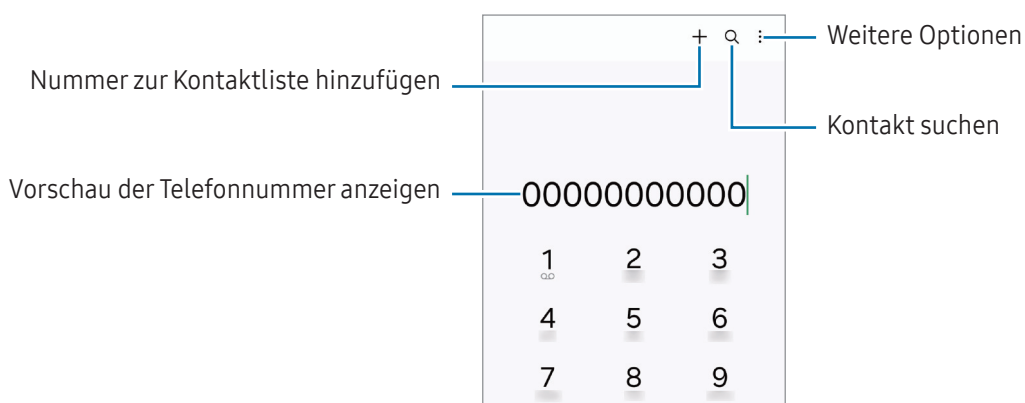 Weitere Optionen
Nummer zur Kontaktliste hinzufügen
Kontakt suchen
Vorschau der Telefonnummer anzeigen
00000000000
1 2 3
4 5 6
7 8 9